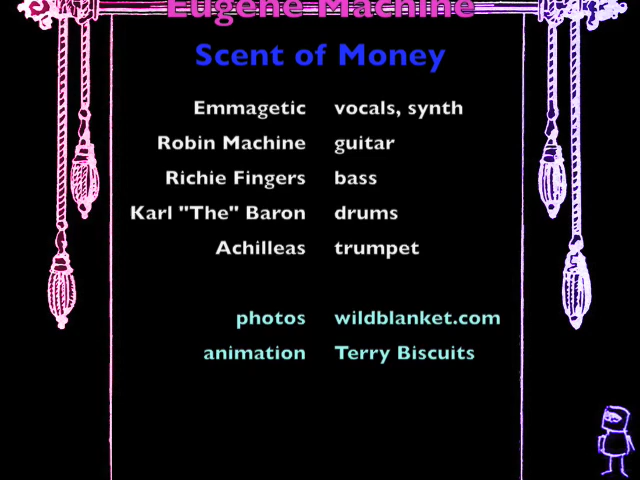 Eugene Machine
Scent of Money
Emmagetic vocals, synth
Robin Machine guitar
Richie Fingers bass
Karl "The" Baron drums
Achilleas trumpet
photos wildblanket.com
animation Terry Biscuits